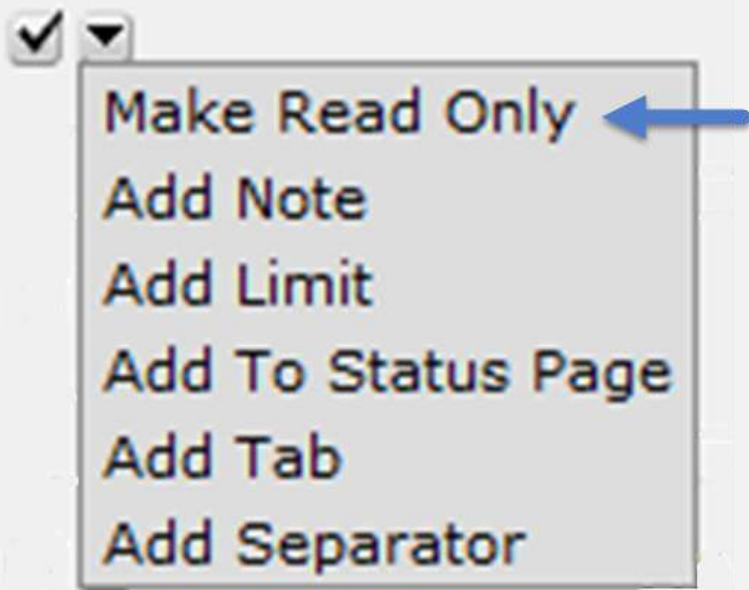 Make Read Only
Add Note
Add Limit
Add To Status Page
Add Tab
Add Separator